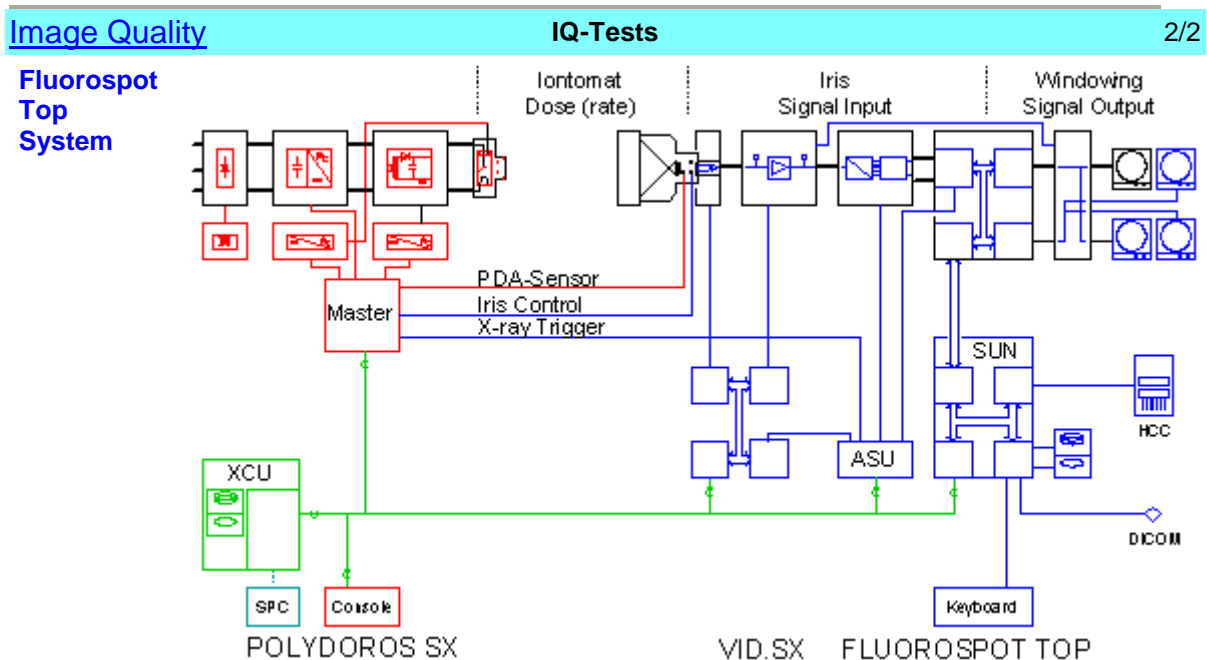 Image Quality
IQ-Tests
2/2
Fluorospot
Top
System
Iontomat
Dose (rate)
Iris
Signal Input
Windowing
Signal Output
PDA-Sensor
Iris Control
X-ray Trigger
Master
SUN
HCC
ASU
XCU
DICOM
SPC
Console
Keyboard
POLYDOROS SX
VID.SX
FLUOROSPOT TOP